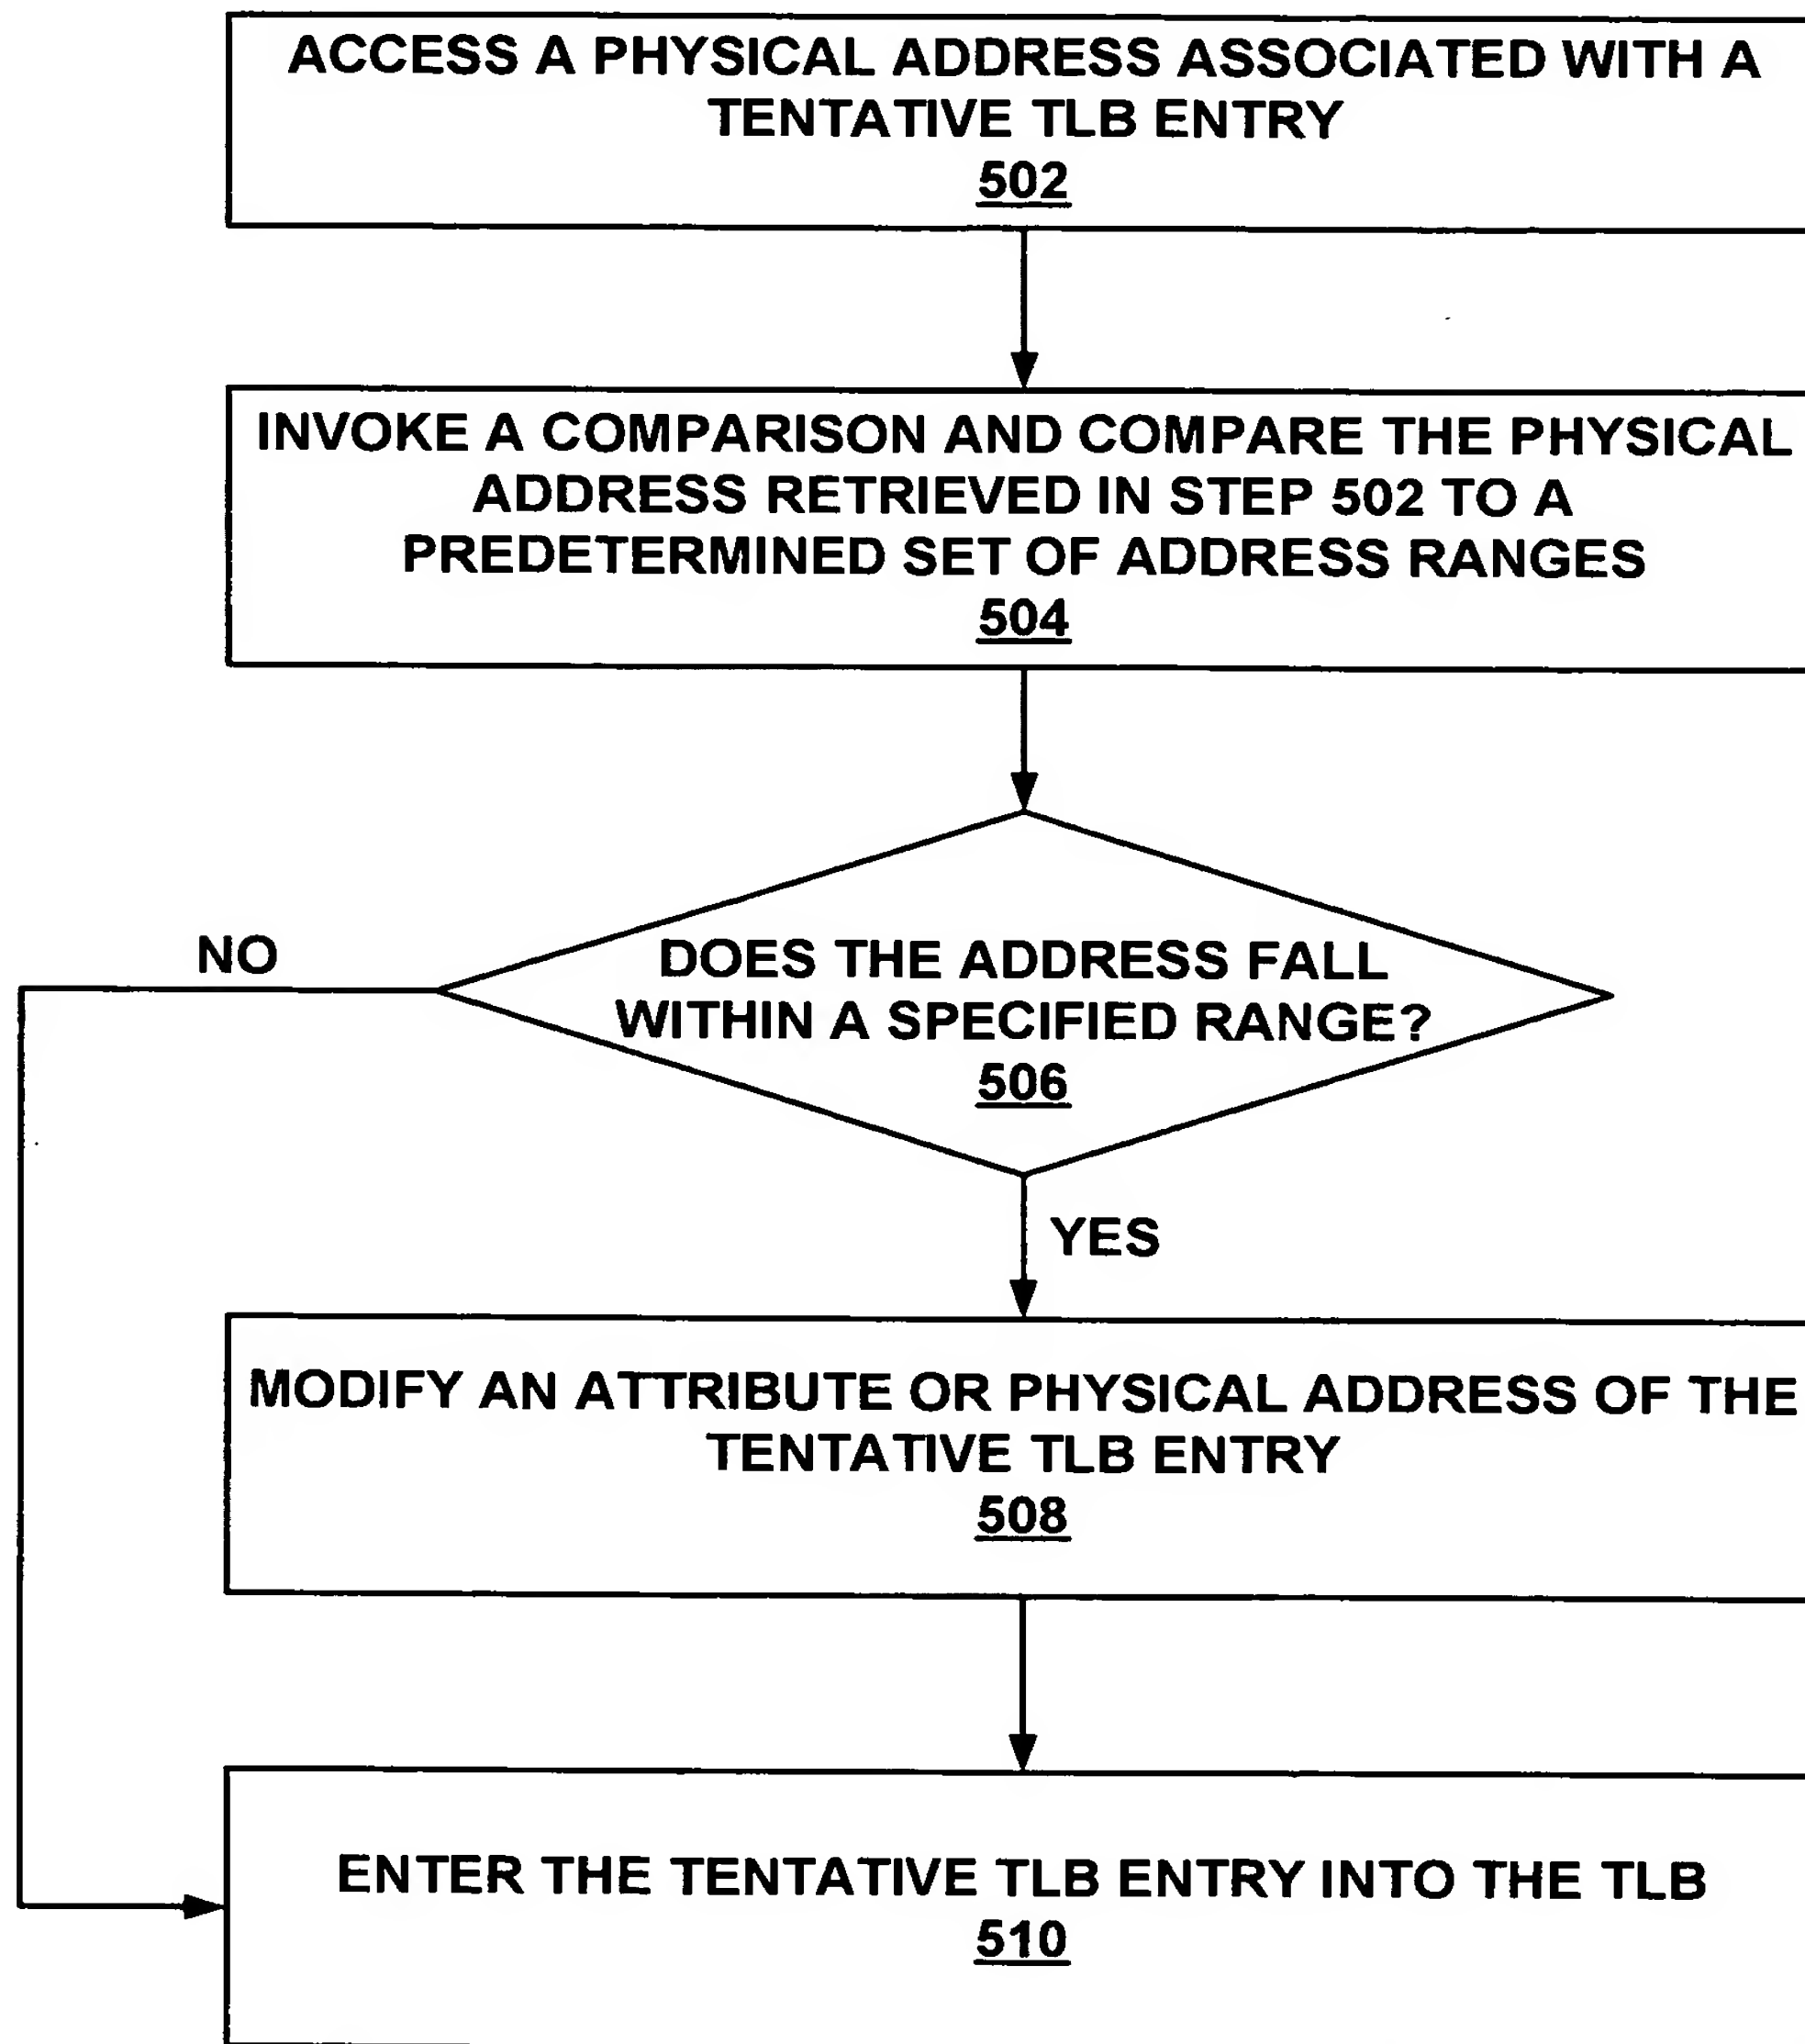 ACCESS A PHYSICAL ADDRESS ASSOCIATED WITH A
TENTATIVE TLB ENTRY
502
INVOKE A COMPARISON AND COMPARE THE PHYSICAL
ADDRESS RETRIEVED IN STEP 502 TO A
PREDETERMINED SET OF ADDRESS RANGES
504
NO
DOES THE ADDRESS FALL
WITHIN A SPECIFIED RANGE?
506
YES
MODIFY AN ATTRIBUTE OR PHYSICAL ADDRESS OF THE
TENTATIVE TLB ENTRY
508
ENTER THE TENTATIVE TLB ENTRY INTO THE TLB
510